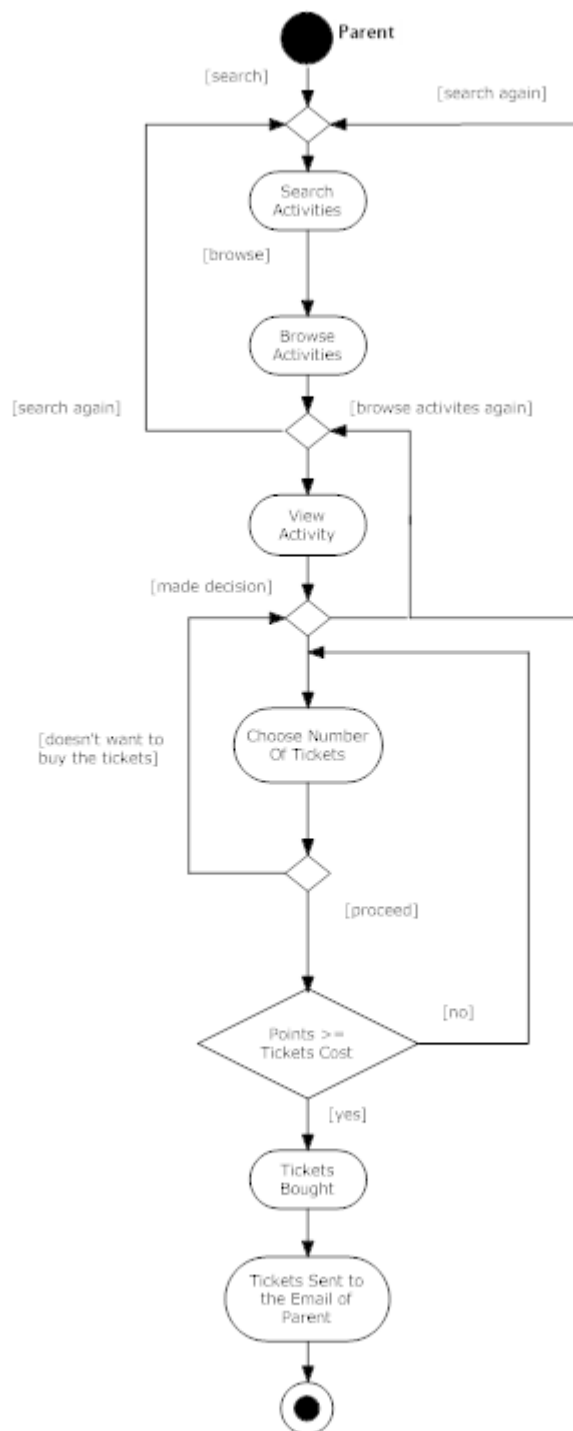 Parent
[search]
[search again]
Search
Activities
[browse]
Browse
Activities
[search again]
[browse activites again]
View
Activity
[made decision]
Choose Number
Of Tickets
[doesn't want to
buy the tickets]
[proceed]
[no]
Points >=
Tickets Cost
[yes]
Tickets
Bought
Tickets Sent to
the Email of
Parent